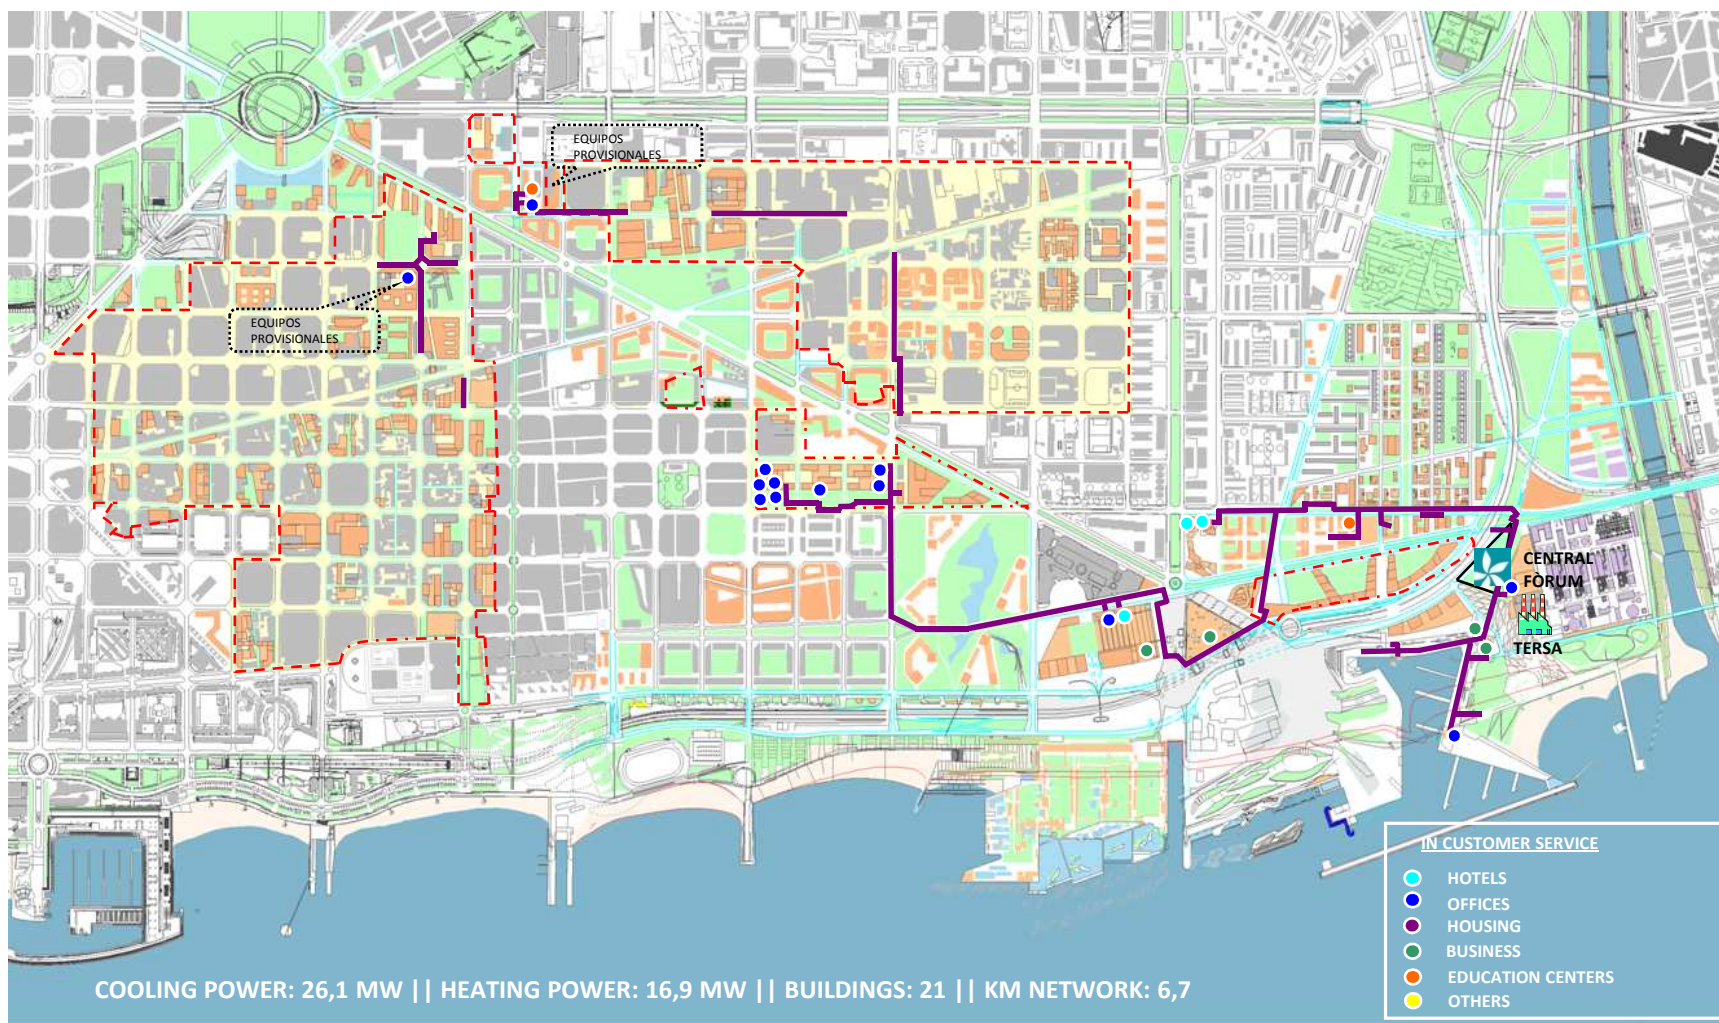 EQUIPOS
PROVISIONALES
EQUIPOS
PROVISIONALES
CENTRAL
FÒRUM
TERSA
IN CUSTOMER SERVICE
HOTELS
OFFICES
HOUSING
BUSINESS
EDUCATION CENTERS
OTHERS
COOLING POWER: 26,1 MW || HEATING POWER: 16,9 MW || BUILDINGS: 21 || KM NETWORK: 6,7